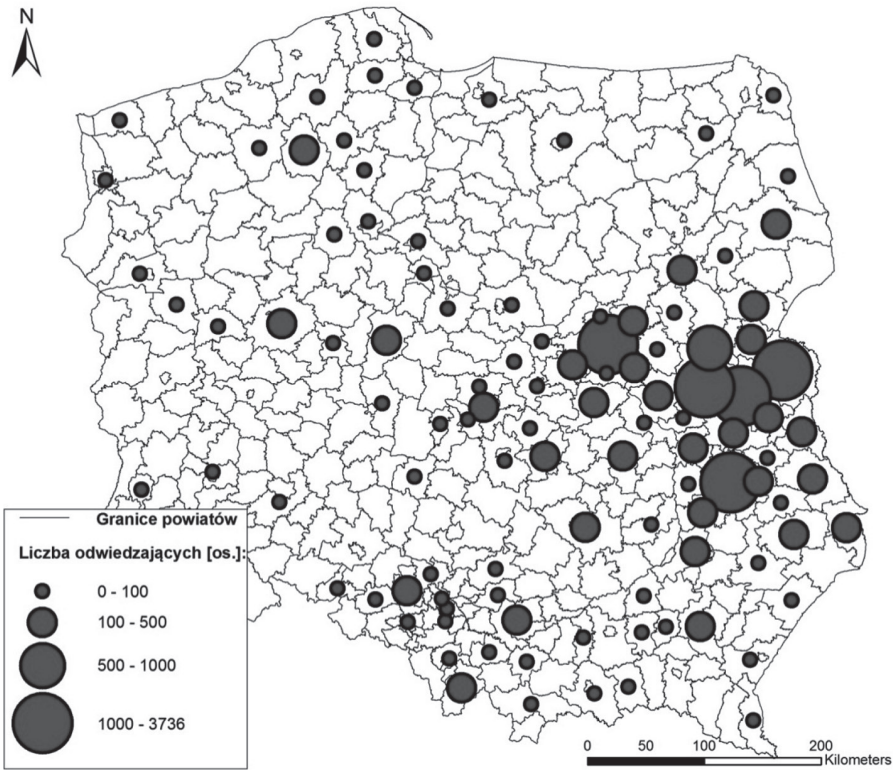 N
Granice powiatów
Liczba odwiedzających [os.]:
0 - 100
100 - 500
500 - 1000
1000 - 3736
0 50 100 200
Kilometers